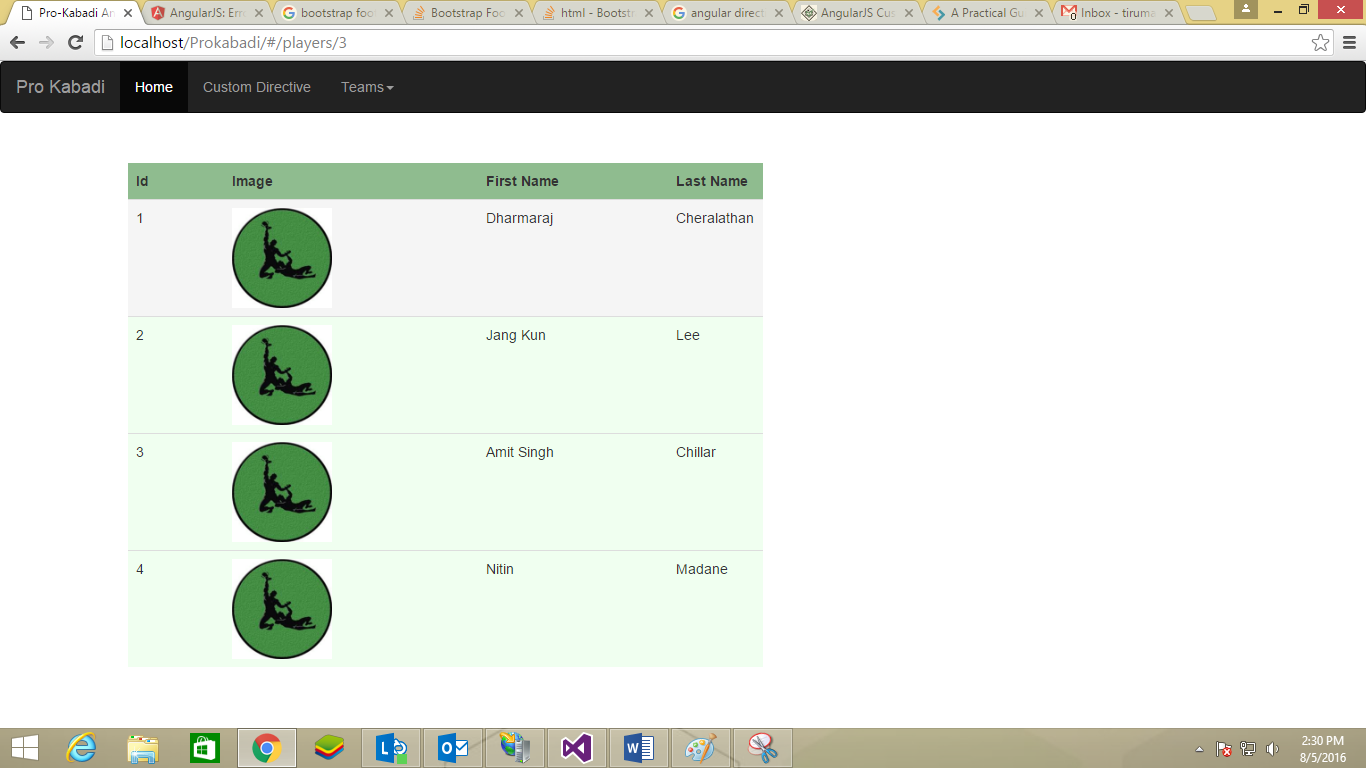 Pro-Kabadi An
AngularJS: Erro
bootstrap foo
Bootstrap Foo
html - Bootstr
angular direct
AngularJS Cus
A Practical Gu
Inbox - tiruma
localhost/Prokabadi/#/players/3
Pro Kabadi Home Custom Directive Teams
Id Image First Name Last Name
1 Dharmaraj Cheralathan
2 Jang Kun Lee
3 Amit Singh Chillar
4 Nitin Madane
2:30 PM
8/5/2016